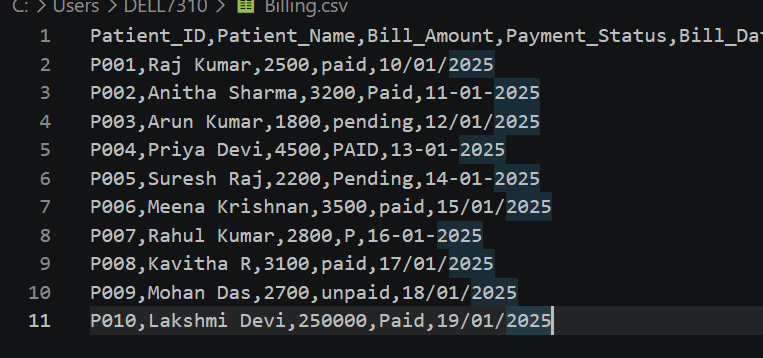 C: > Users > DELL7310 > Billing.csv
1 Patient_ID,Patient_Name,Bill_Amount,Payment_Status,Bill_Dat
2 P001,Raj Kumar,2500,paid,10/01/2025
3 P002,Anitha Sharma,3200,Paid,11-01-2025
4 P003,Arun Kumar,1800,pending,12/01/2025
5 P004,Priya Devi,4500,PAID,13-01-2025
6 P005,Suresh Raj,2200,Pending,14-01-2025
7 P006,Meena Krishnan,3500,paid,15/01/2025
8 P007,Rahul Kumar,2800,P,16-01-2025
9 P008,Kavitha R,3100,paid,17/01/2025
10 P009,Mohan Das,2700,unpaid,18/01/2025
11 P010,Lakshmi Devi,250000,Paid,19/01/2025